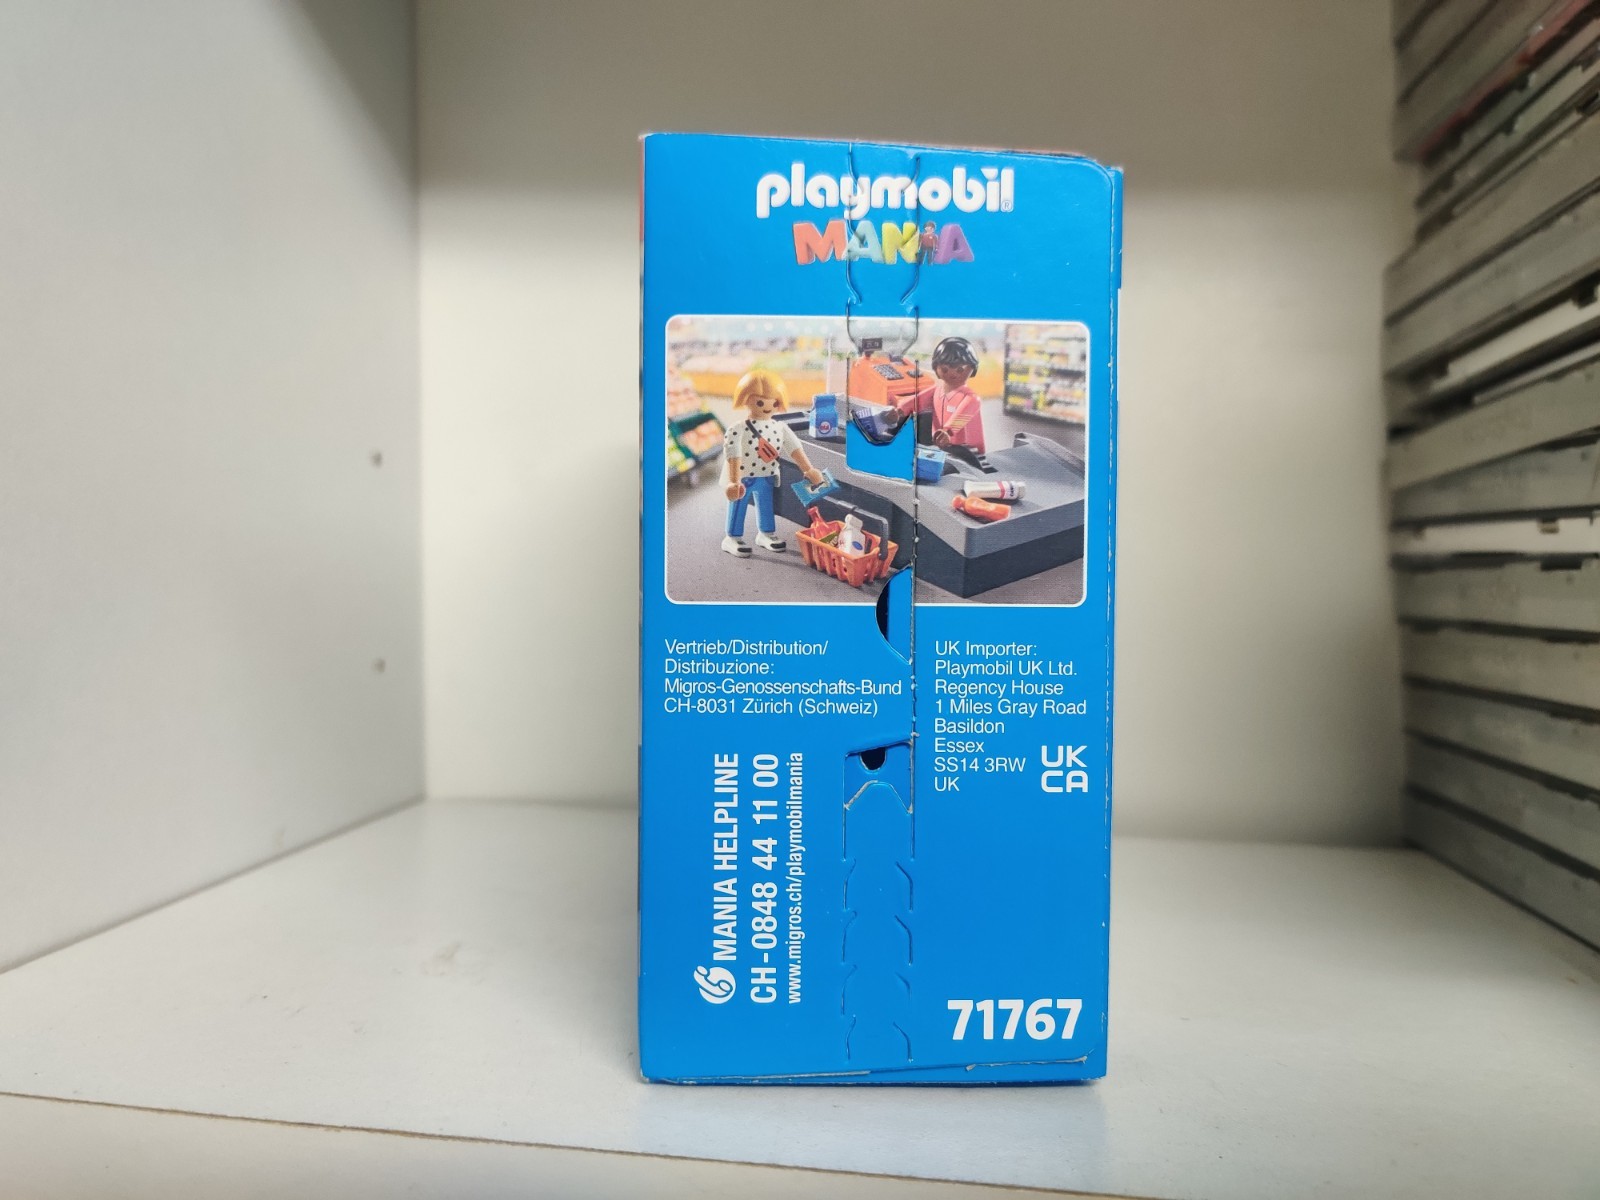 playmobil®
MANIA
Vertrieb/Distribution/
Distribuzione:
Migros-Genossenschafts-Bund
CH-8031 Zürich (Schweiz)
UK Importer:
Playmobil UK Ltd.
Regency House
1 Miles Gray Road
Basildon
Essex
SS14 3RW
UK
UK
CA
MANIA HELPLINE
CH-0848 44 11 00
www.migros.ch/playmobilmania
71767